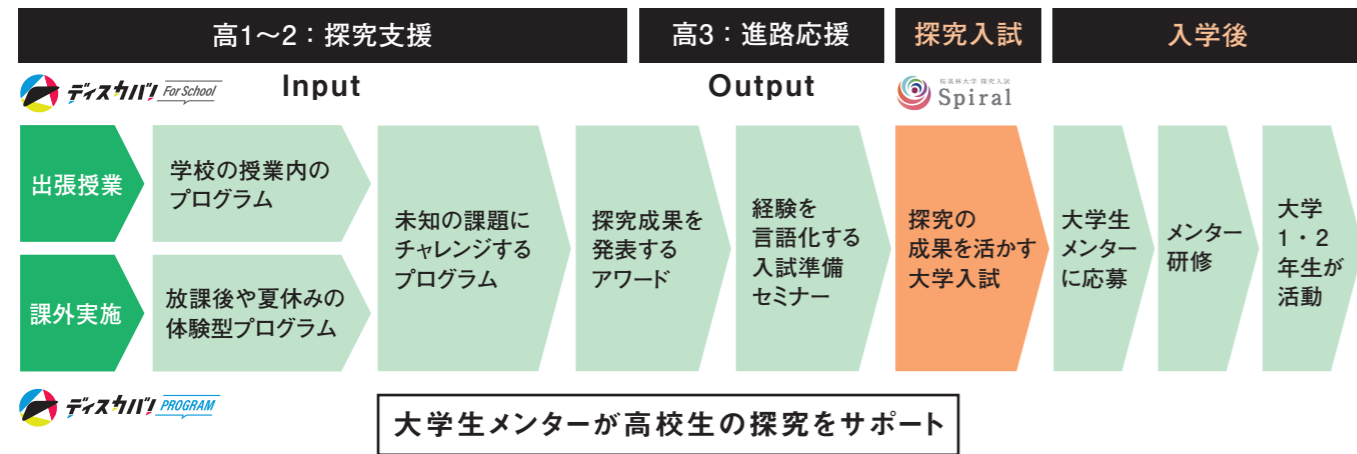 高1〜2：探究支援
高3：進路応援
探究入試
入学後
ディスカバ! For School
Input
Output
桜美林大学 探究入試
Spiral
出張授業
学校の授業内の
プログラム
課外実施
放課後や夏休みの
体験型プログラム
未知の課題に
チャレンジする
プログラム
探究成果を
発表する
アワード
経験を
言語化する
入試準備
セミナー
探究の
成果を活かす
大学入試
大学生
メンター
に応募
メンター
研修
大学
1・2
年生が
活動
ディスカバ! PROGRAM
大学生メンターが高校生の探究をサポート